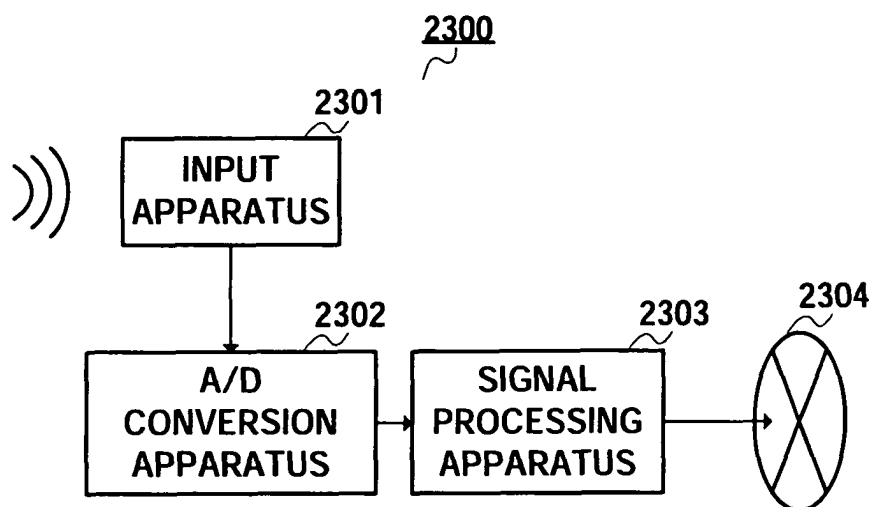 2300
2301
INPUT
APPARATUS
2302
A/D
CONVERSION
APPARATUS
2303
SIGNAL
PROCESSING
APPARATUS
2304